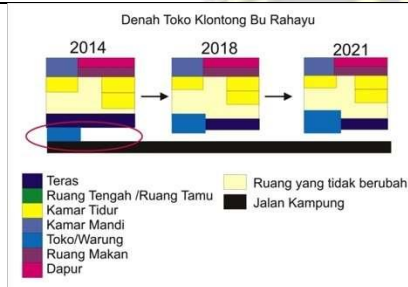 Denah Toko Klontong Bu Rahayu
2014
2018
2021
Teras
Ruang Tengah /Ruang Tamu
Kamar Tidur
Kamar Mandi
Toko/Warung
Ruang Makan
Dapur
Ruang yang tidak berubah
Jalan Kampung